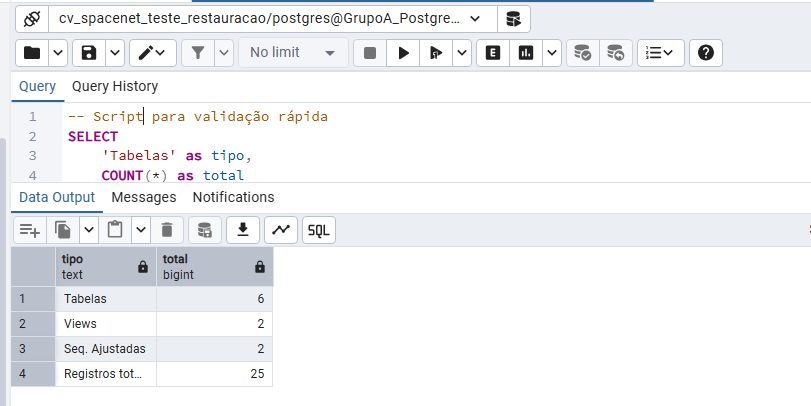 cv_spacenet_teste_restauracao/postgres@GrupoA_Postgre...
No limit
E
Query Query History
1 -- Script para validação rápida
2 SELECT
3 'Tabelas' as tipo,
4 COUNT(*) as total
Data Output Messages Notifications
SQL
tipo total
text bigint
1 Tabelas 6
2 Views 2
3 Seq. Ajustadas 2
4 Registros tot... 25